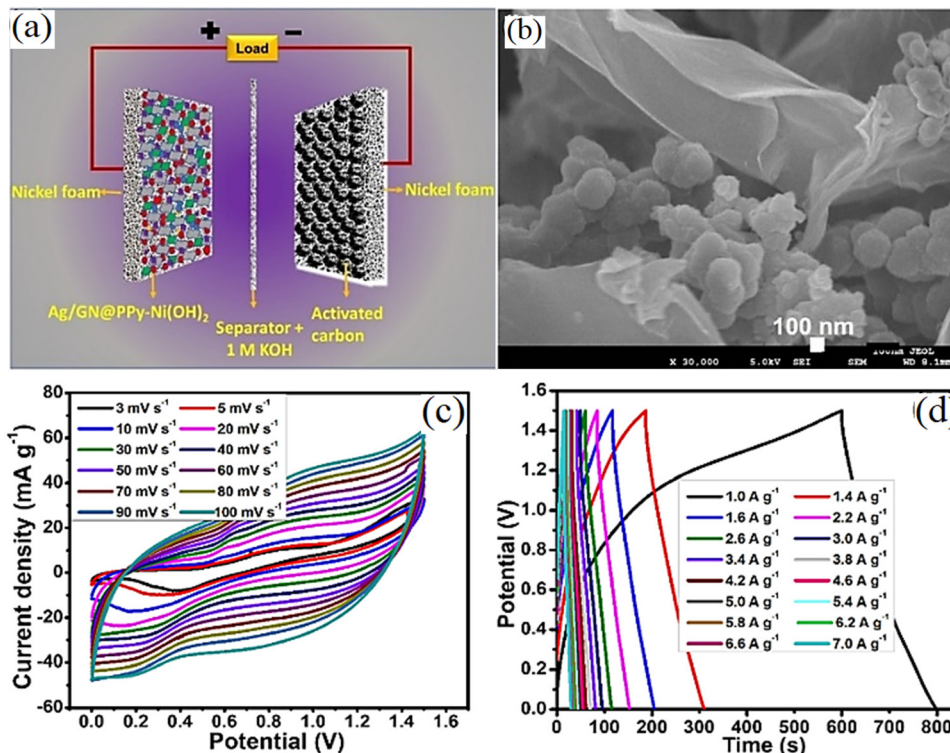 (a)
+ Load −
Nickel foam
Nickel foam
Ag/GN@PPy-Ni(OH)₂
Separator +
1 M KOH
Activated
carbon
(b)
100 nm
X 30,000 5.0kV SEI SEM WD 8.1mm
JEOL
(c)
3 mV s⁻¹ 5 mV s⁻¹
10 mV s⁻¹ 20 mV s⁻¹
30 mV s⁻¹ 40 mV s⁻¹
50 mV s⁻¹ 60 mV s⁻¹
70 mV s⁻¹ 80 mV s⁻¹
90 mV s⁻¹ 100 mV s⁻¹
Current density (mA g⁻¹)
80
60
40
20
0
-20
-40
-60
0.0 0.2 0.4 0.6 0.8 1.0 1.2 1.4 1.6
Potential (V)
(d)
1.0 A g⁻¹ 1.4 A g⁻¹
1.6 A g⁻¹ 2.2 A g⁻¹
2.6 A g⁻¹ 3.0 A g⁻¹
3.4 A g⁻¹ 3.8 A g⁻¹
4.2 A g⁻¹ 4.6 A g⁻¹
5.0 A g⁻¹ 5.4 A g⁻¹
5.8 A g⁻¹ 6.2 A g⁻¹
6.6 A g⁻¹ 7.0 A g⁻¹
Potential (V)
1.6
1.4
1.2
1.0
0.8
0.6
0.4
0.2
0.0
0 100 200 300 400 500 600 700 800
Time (s)